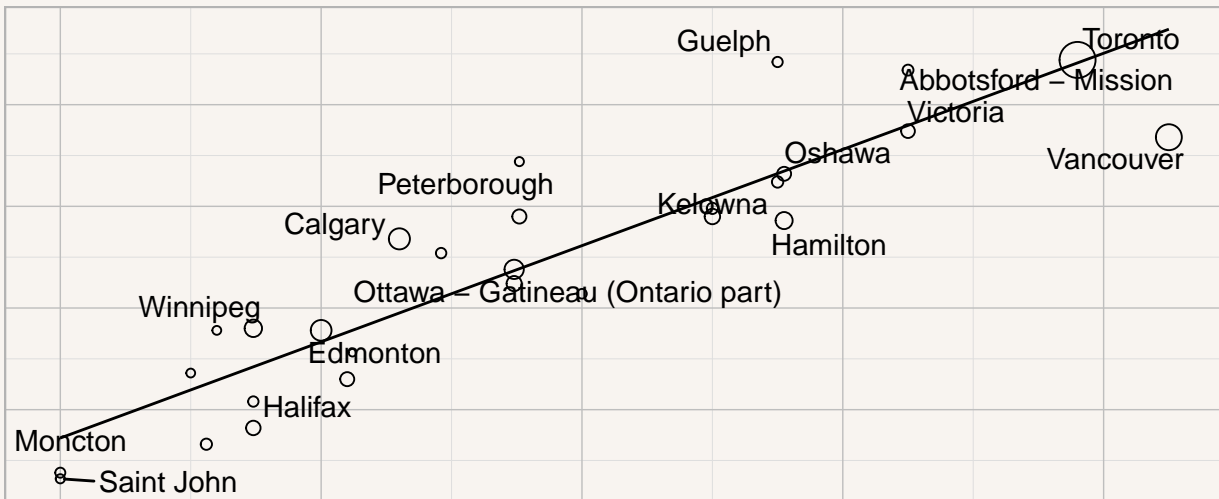 Toronto
Guelph
Abbotsford – Mission
Victoria
Oshawa
Vancouver
Peterborough
Kelowna
Calgary
Hamilton
Ottawa – Gatineau (Ontario part)
Winnipeg
Edmonton
Halifax
Moncton
Saint John